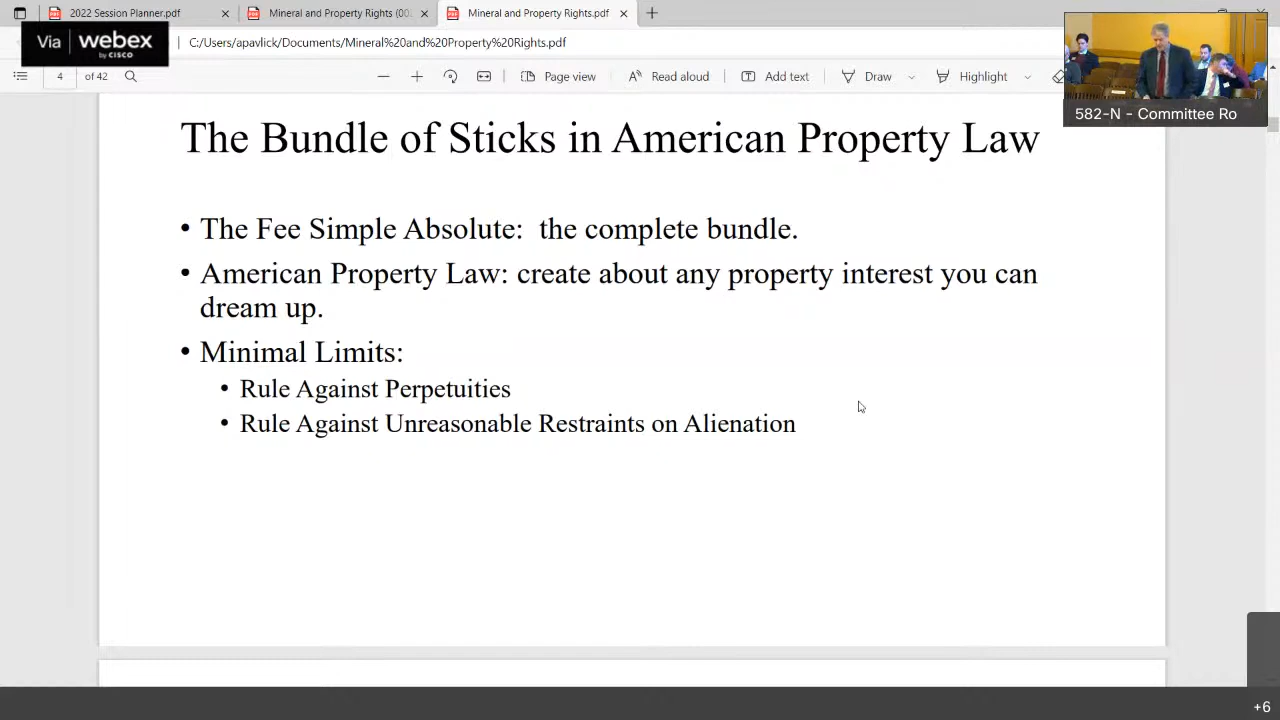 2022 Session Planner.pdf
Mineral and Property Rights (00.
Mineral and Property Rights.pdf
Via webex
by CISCO
C:/Users/apavlick/Documents/Mineral%20and%20Property%20Rights.pdf
4 of 42
Page view
Read aloud
Add text
Draw
Highlight
582-N - Committee Ro
The Bundle of Sticks in American Property Law
• The Fee Simple Absolute:  the complete bundle.
• American Property Law: create about any property interest you can
dream up.
• Minimal Limits:
• Rule Against Perpetuities
• Rule Against Unreasonable Restraints on Alienation
+6